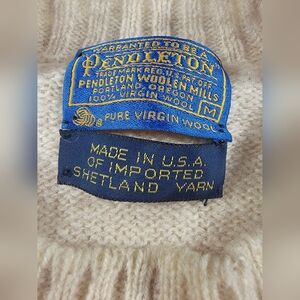 WARRANTED TO BE A
PENDLETON
TRADE MARK REG. U.S. PAT. OFF.
PENDLETON WOOLEN MILLS
PORTLAND, OREGON
100% VIRGIN WOOL
M
PURE VIRGIN WOOL
MADE IN U.S.A.
OF IMPORTED
SHETLAND YARN